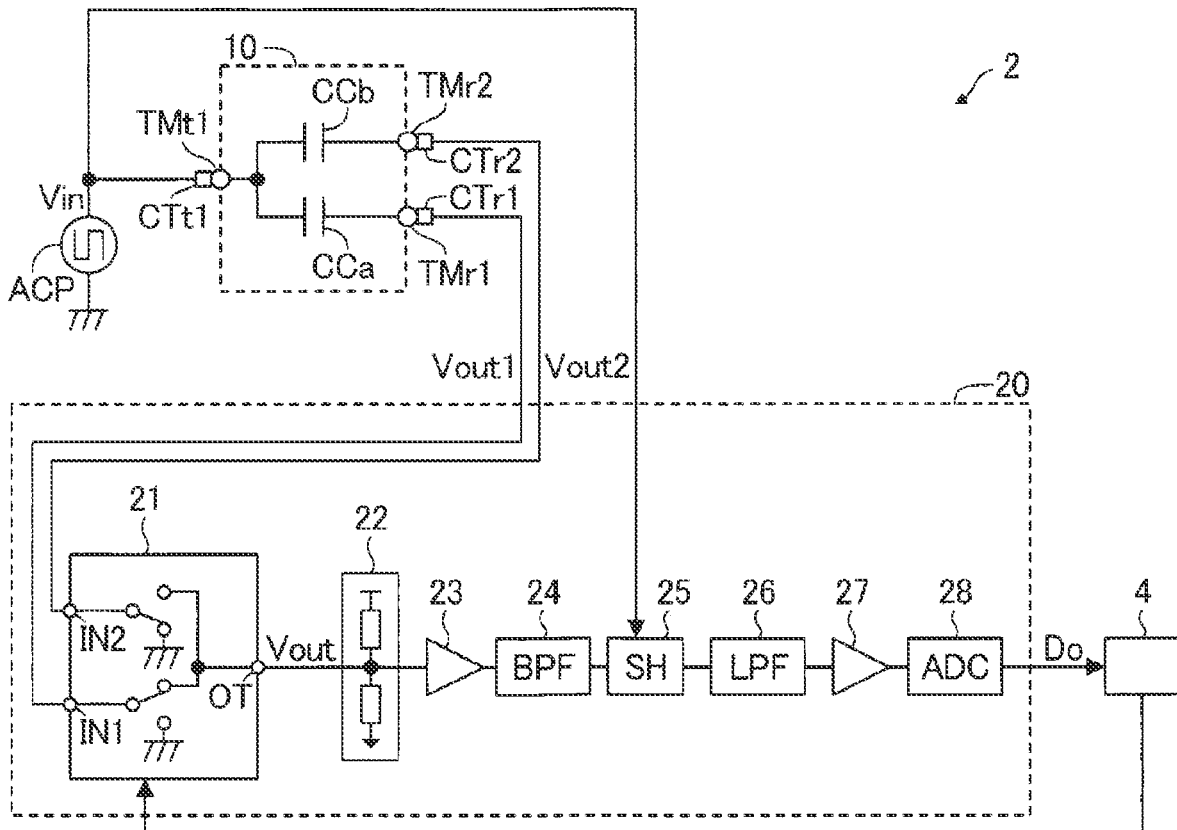 10
2
CCb
TMr2
TMt1
CTr2
CTr1
Vin
CTt1
CCa
TMr1
ACP
Vout1
Vout2
20
21
22
23
24
25
26
27
28
4
IN2
Vout
BPF
SH
LPF
ADC
Do
OT
IN1